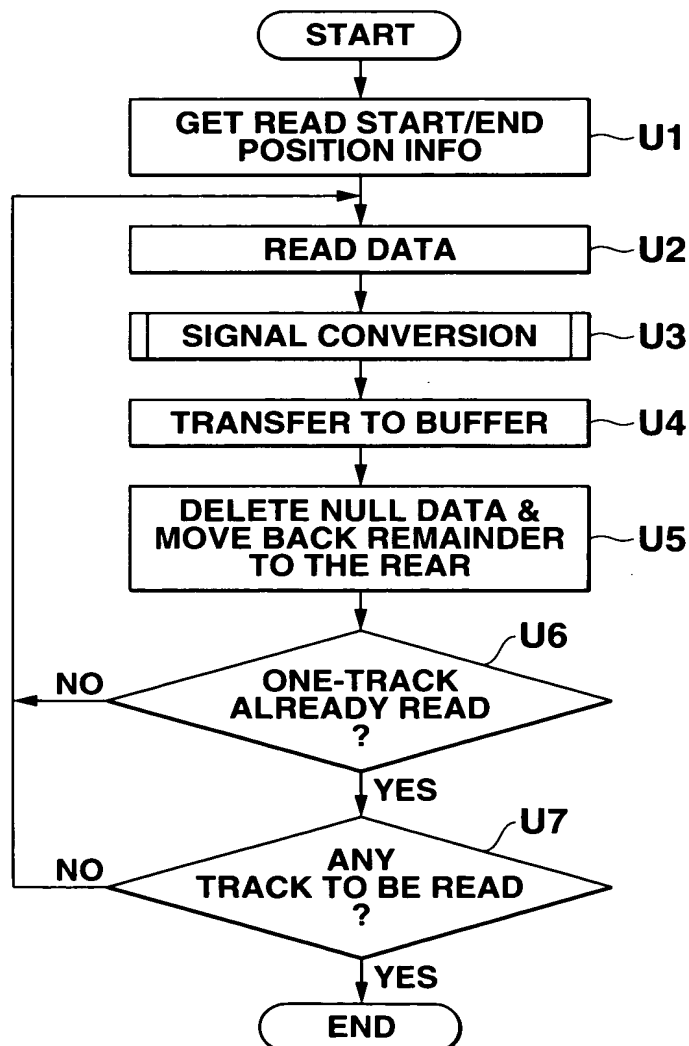 START
GET READ START/END
POSITION INFO
U1
READ DATA
U2
SIGNAL CONVERSION
U3
TRANSFER TO BUFFER
U4
DELETE NULL DATA &
MOVE BACK REMAINDER
TO THE REAR
U5
U6
ONE-TRACK
ALREADY READ
?
NO
YES
U7
ANY
TRACK TO BE READ
?
NO
YES
END